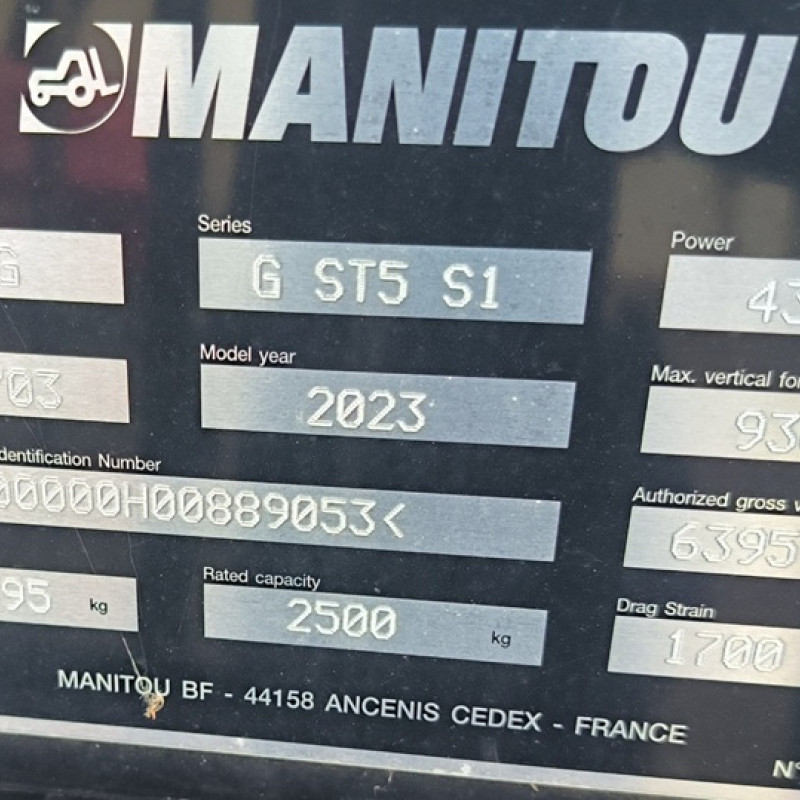 MANITOU
Series
Power
G
G ST5 S1
43
Model year
Max. vertical for
03
2023
93
dentification Number
Authorized gross
00000H00889053<
6395
95 kg
Rated capacity
2500 kg
Drag Strain
1700
MANITOU BF - 44158 ANCENIS CEDEX - FRANCE
N°